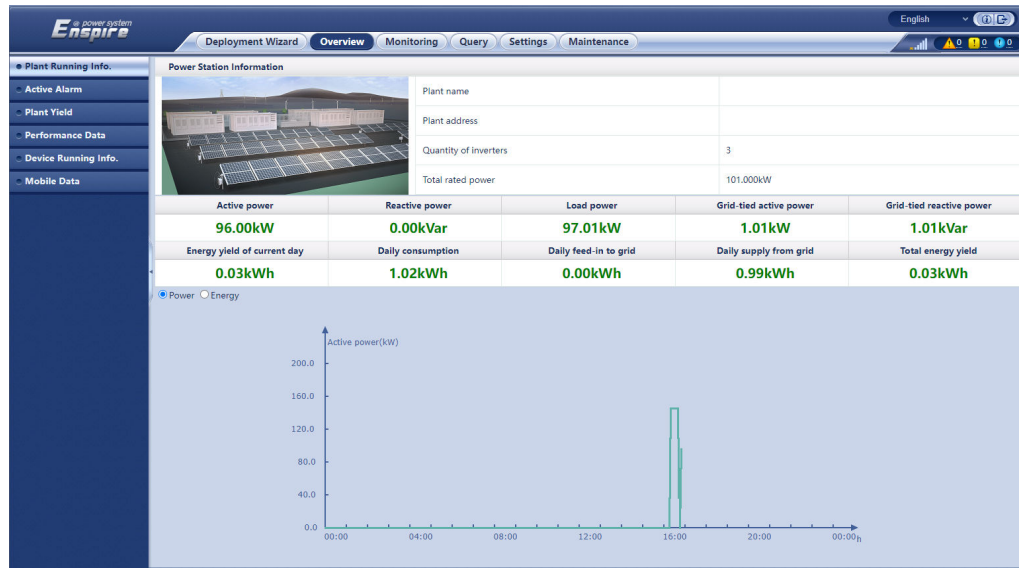 @ power system
Enspire
English
Deployment Wizard Overview Monitoring Query Settings Maintenance
0 0 0
Plant Running Info.
Active Alarm
Plant Yield
Performance Data
Device Running Info.
Mobile Data
Power Station Information
Plant name
Plant address
Quantity of inverters 3
Total rated power 101.000kW
Active power Reactive power Load power Grid-tied active power Grid-tied reactive power
96.00kW 0.00kVar 97.01kW 1.01kW 1.01kVar
Energy yield of current day Daily consumption Daily feed-in to grid Daily supply from grid Total energy yield
0.03kWh 1.02kWh 0.00kWh 0.99kWh 0.03kWh
Power Energy
Active power(kW)
200.0
160.0
120.0
80.0
40.0
0.0
00:00 04:00 08:00 12:00 16:00 20:00 00:00h